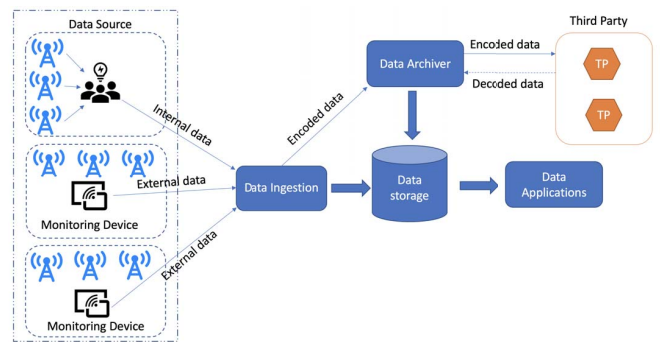 Data Source
Third Party
Encoded data
Data Archiver
TP
Decoded data
TP
Internal data
Encoded data
External data
Data Ingestion
Data
storage
Data
Applications
Monitoring Device
External data
Monitoring Device